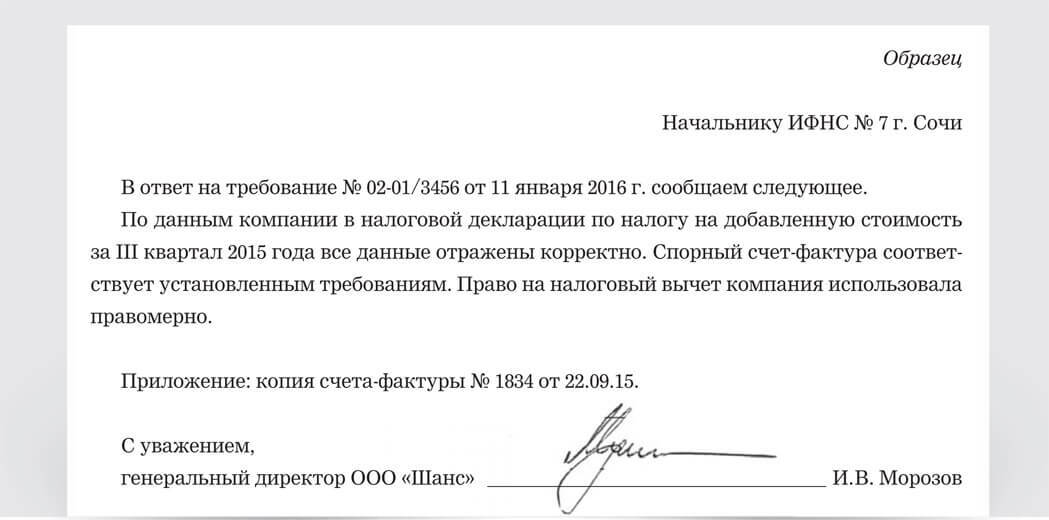 Образец
Начальнику ИФНС № 7 г. Сочи
В ответ на требование № 02-01/3456 от 11 января 2016 г. сообщаем следующее.
По данным компании в налоговой декларации по налогу на добавленную стоимость
за III квартал 2015 года все данные отражены корректно. Спорный счет-фактура соответ-
ствует установленным требованиям. Право на налоговый вычет компания использовала
правомерно.
Приложение: копия счета-фактуры № 1834 от 22.09.15.
С уважением,
генеральный директор ООО «Шанс» И.В. Морозов